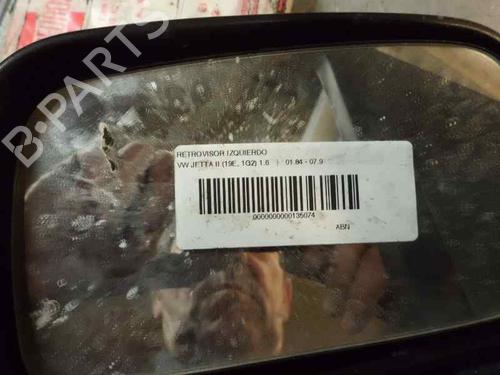 B-PARTS
RETROVISOR IZQUIERDO
VW JETTA II (19E, 1G2) 1.6 | 01.84 - 07.9
0000000000135074
ABN